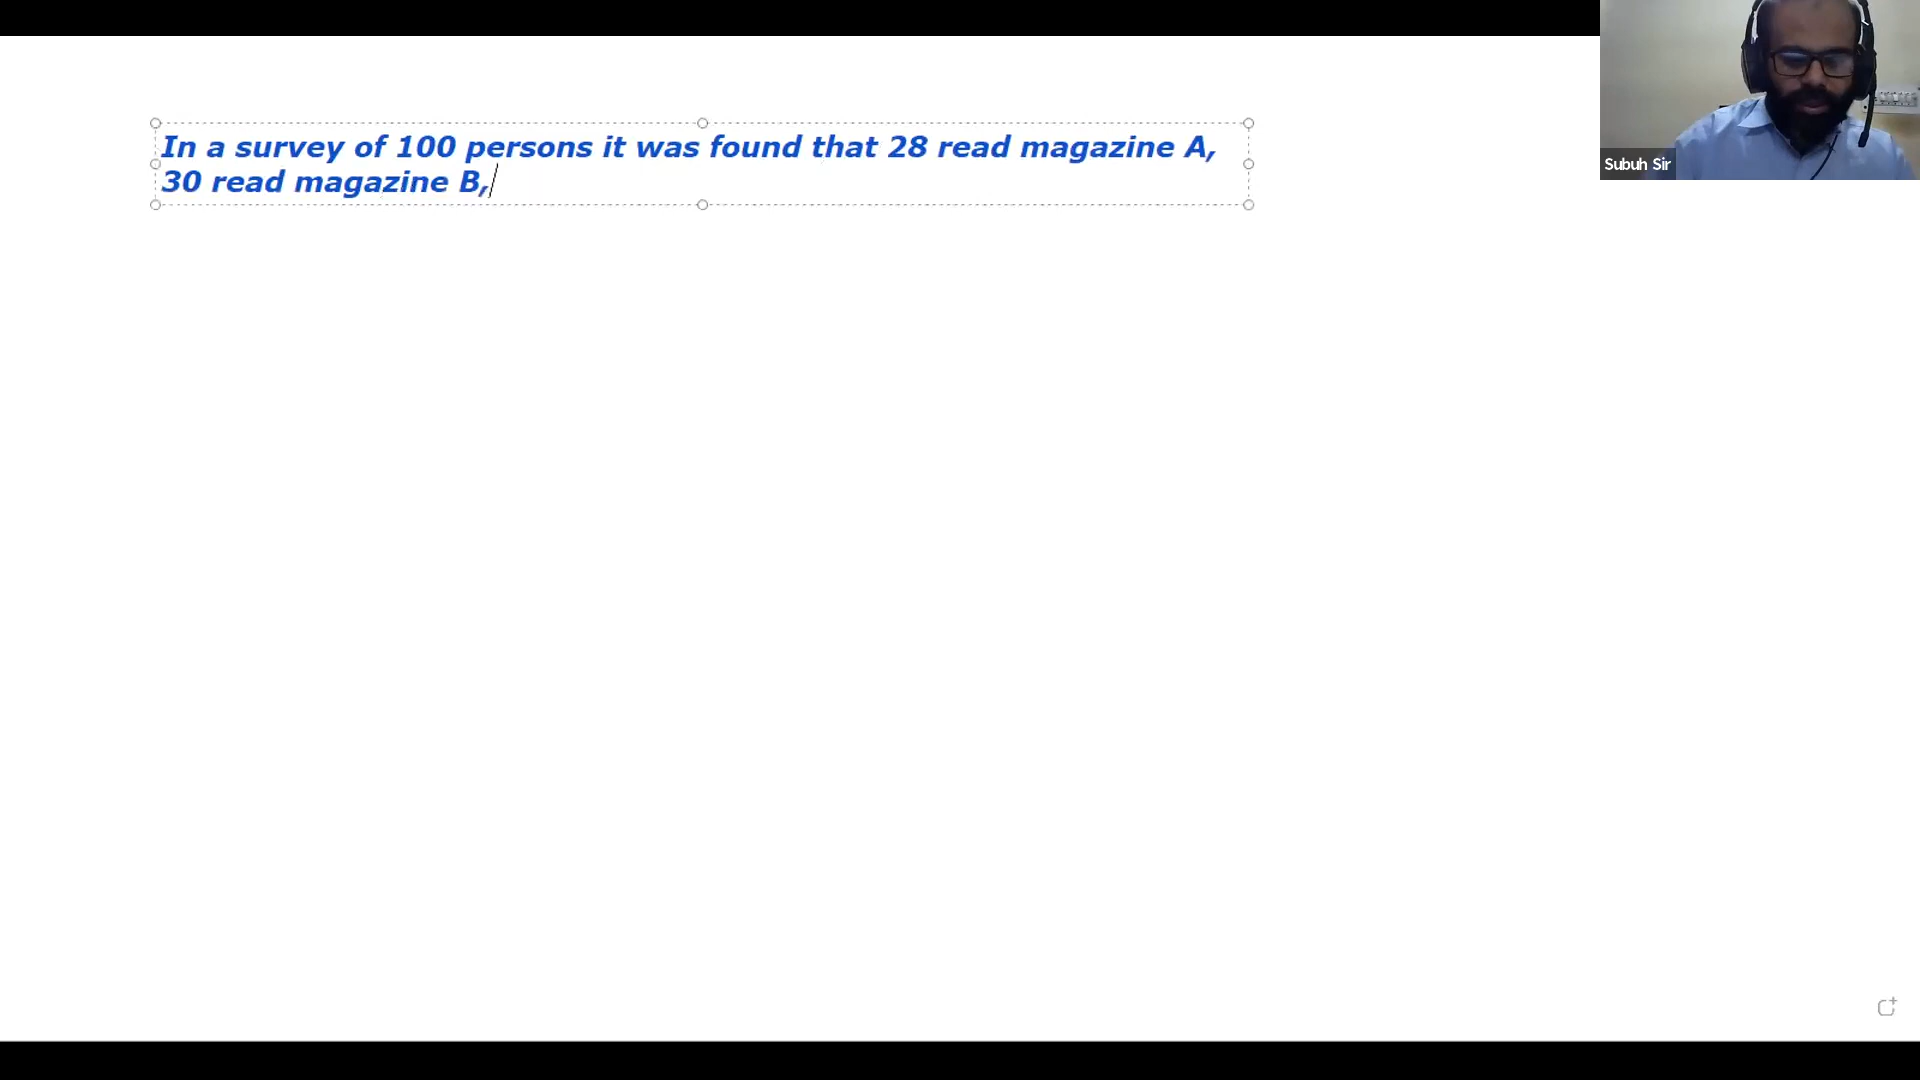 In a survey of 100 persons it was found that 28 read magazine A,
30 read magazine B,
Subuh Sir